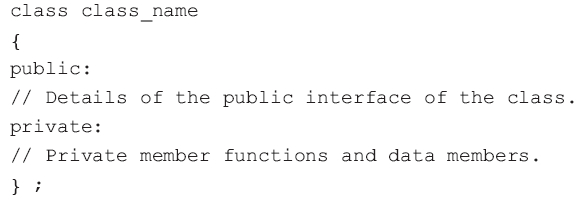 class class_name
{
public:
// Details of the public interface of the class.
private:
// Private member functions and data members.
} ;